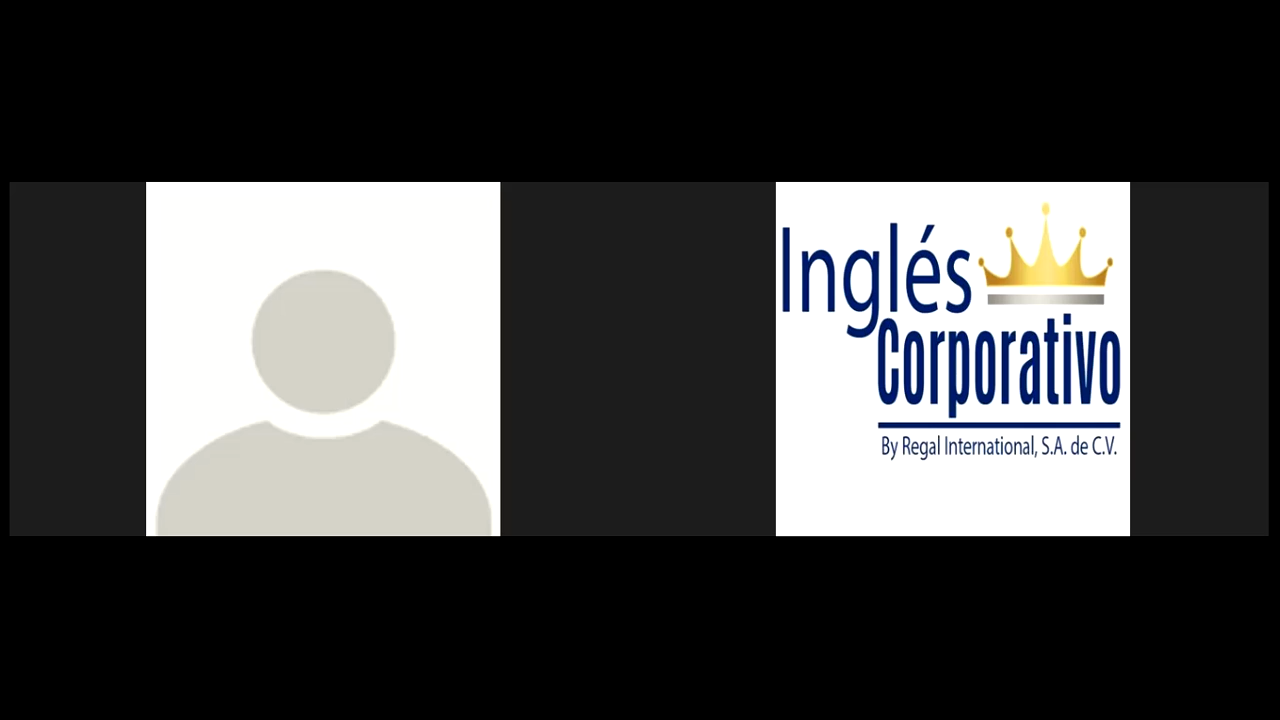 Inglés
Corporativo
By Regal International, S.A. de C.V.